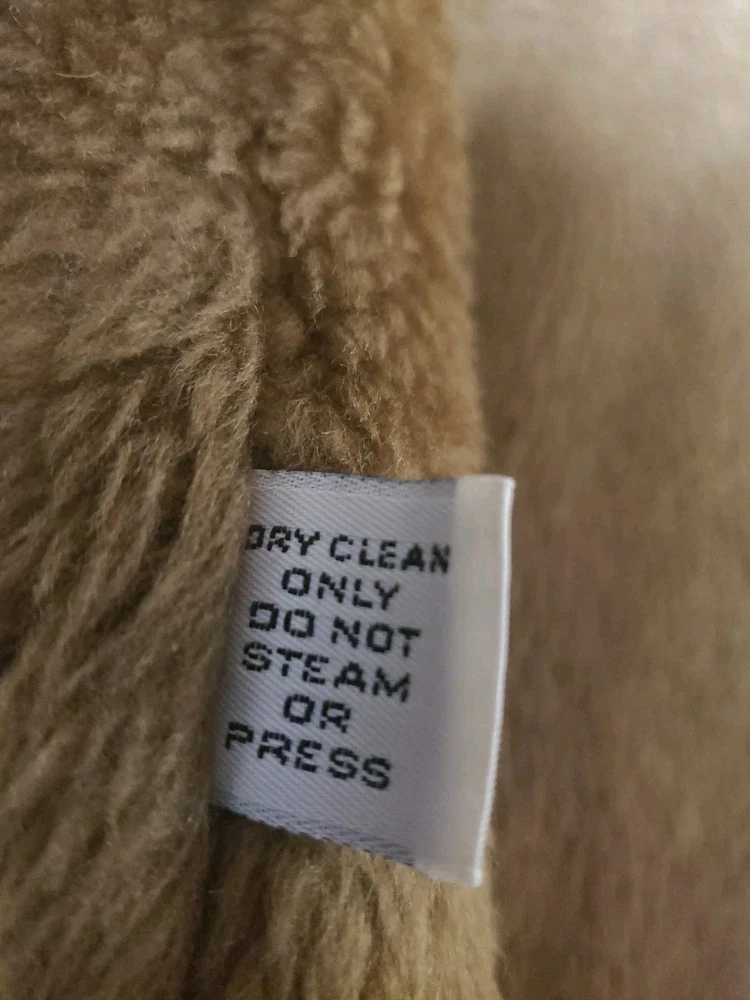 DRY CLEAN
ONLY
DO NOT
STEAM
OR
PRESS